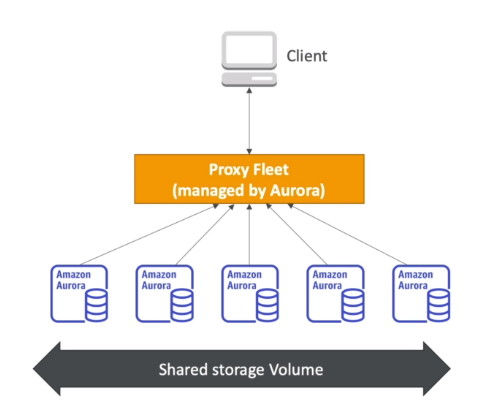 Client
Proxy Fleet
(managed by Aurora)
Amazon
Aurora
Amazon
Aurora
Amazon
Aurora
Amazon
Aurora
Amazon
Aurora
Shared storage Volume